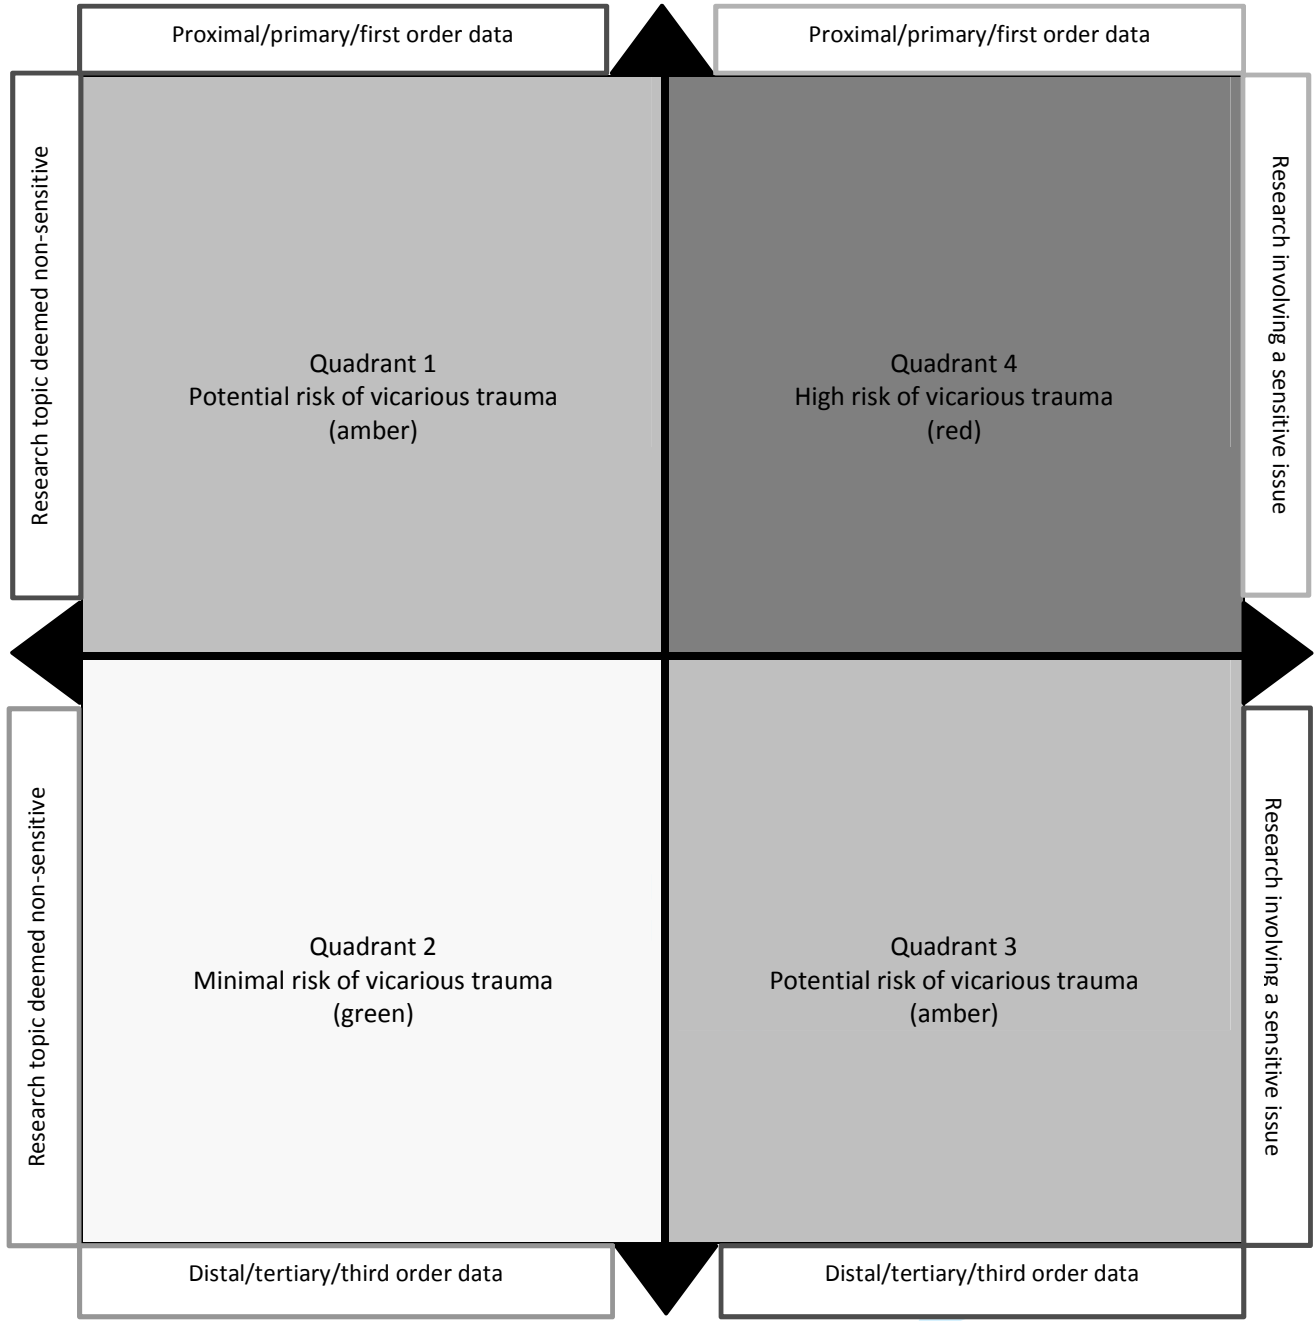 Proximal/primary/first order data
Proximal/primary/first order data
Research topic deemed non-sensitive
Quadrant 1
Potential risk of vicarious trauma
(amber)
Quadrant 4
High risk of vicarious trauma
(red)
Research involving a sensitive issue
Research topic deemed non-sensitive
Quadrant 2
Minimal risk of vicarious trauma
(green)
Quadrant 3
Potential risk of vicarious trauma
(amber)
Research involving a sensitive issue
Distal/tertiary/third order data
Distal/tertiary/third order data